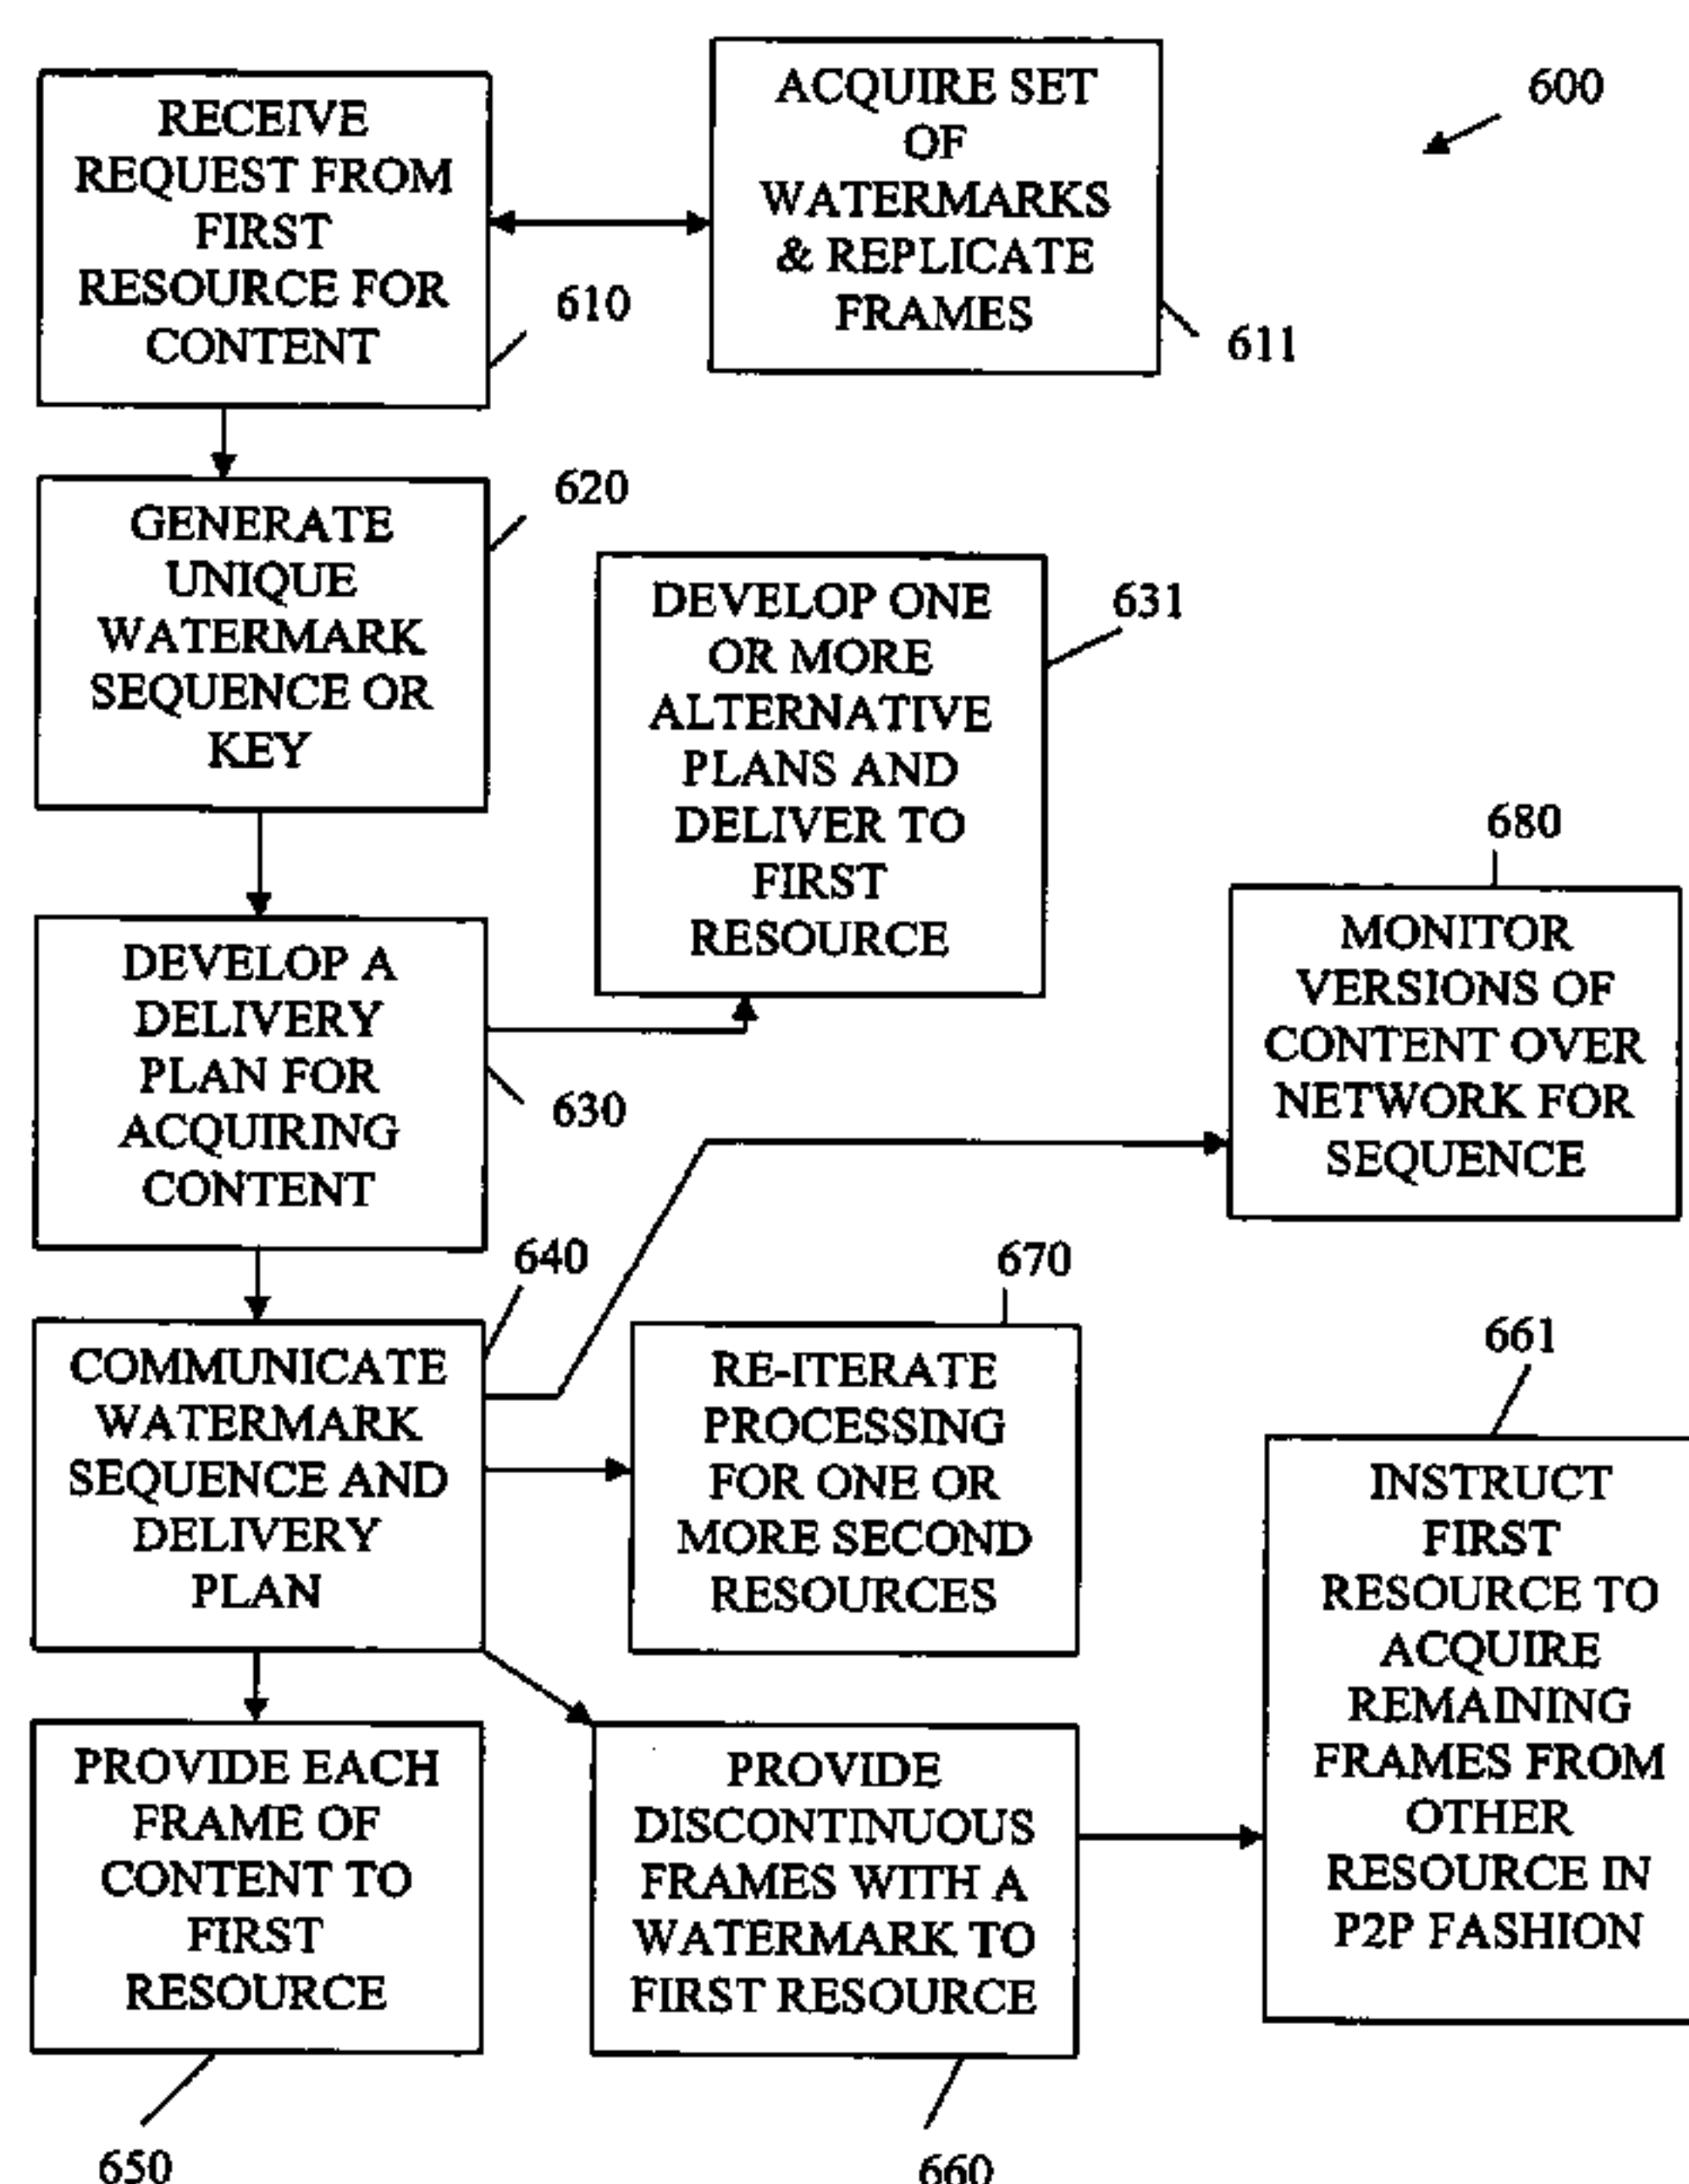 RECEIVE
REQUEST FROM
FIRST
RESOURCE FOR
CONTENT
610
ACQUIRE SET
OF
WATERMARKS
& REPLICATE
FRAMES
611
600
GENERATE
UNIQUE
WATERMARK
SEQUENCE OR
KEY
620
DEVELOP ONE
OR MORE
ALTERNATIVE
PLANS AND
DELIVER TO
FIRST
RESOURCE
631
DEVELOP A
DELIVERY
PLAN FOR
ACQUIRING
CONTENT
630
680
MONITOR
VERSIONS OF
CONTENT OVER
NETWORK FOR
SEQUENCE
640
COMMUNICATE
WATERMARK
SEQUENCE AND
DELIVERY
PLAN
670
RE-ITERATE
PROCESSING
FOR ONE OR
MORE SECOND
RESOURCES
661
INSTRUCT
FIRST
RESOURCE TO
ACQUIRE
REMAINING
FRAMES FROM
OTHER
RESOURCE IN
P2P FASHION
PROVIDE EACH
FRAME OF
CONTENT TO
FIRST
RESOURCE
650
PROVIDE
DISCONTINUOUS
FRAMES WITH A
WATERMARK TO
FIRST RESOURCE
660